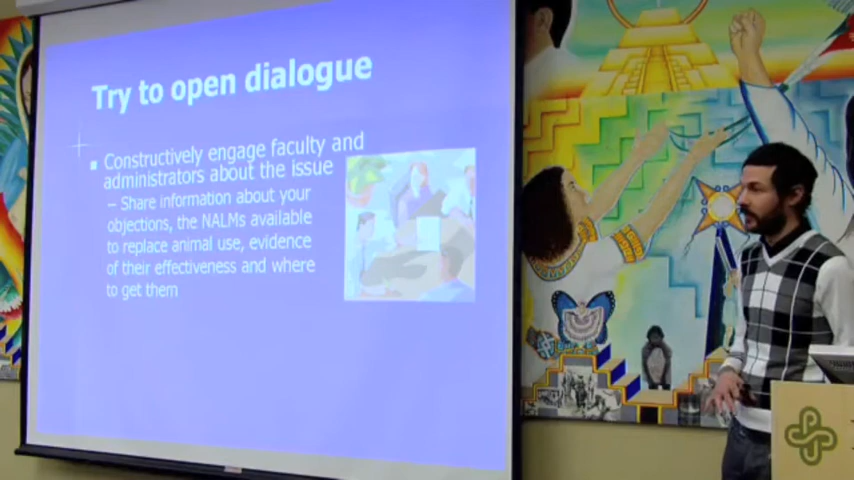 Try to open dialogue
Constructively engage faculty and
administrators about the issue
– Share information about your
objections, the NALMs available
to replace animal use, evidence
of their effectiveness and where
to get them